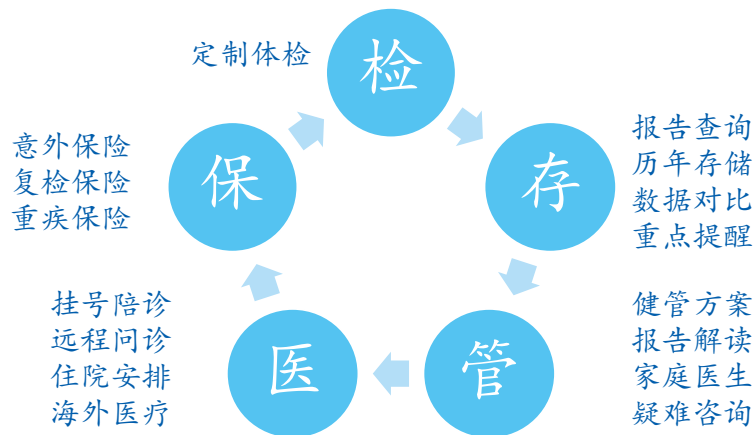 检
定制体检
存
报告查询
历年存储
数据对比
重点提醒
管
健管方案
报告解读
家庭医生
疑难咨询
医
挂号陪诊
远程问诊
住院安排
海外医疗
保
意外保险
复检保险
重疾保险